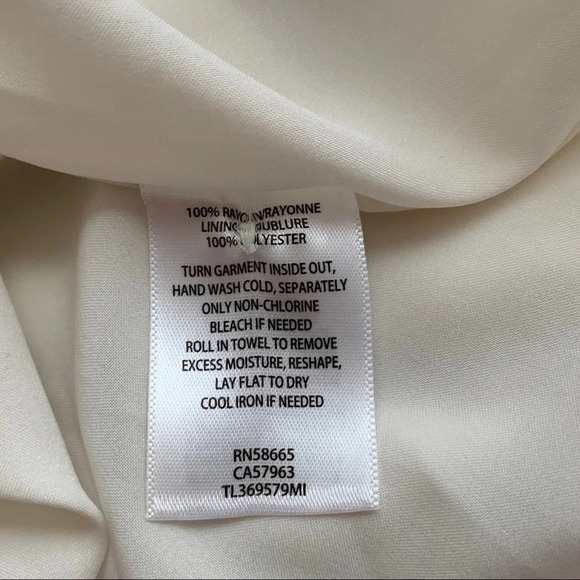 100% RAYON/RAYONNE
LINING/DOUBLURE
100% POLYESTER
TURN GARMENT INSIDE OUT,
HAND WASH COLD, SEPARATELY
ONLY NON-CHLORINE
BLEACH IF NEEDED
ROLL IN TOWEL TO REMOVE
EXCESS MOISTURE, RESHAPE,
LAY FLAT TO DRY
COOL IRON IF NEEDED
RN58665
CA57963
TL369579MI